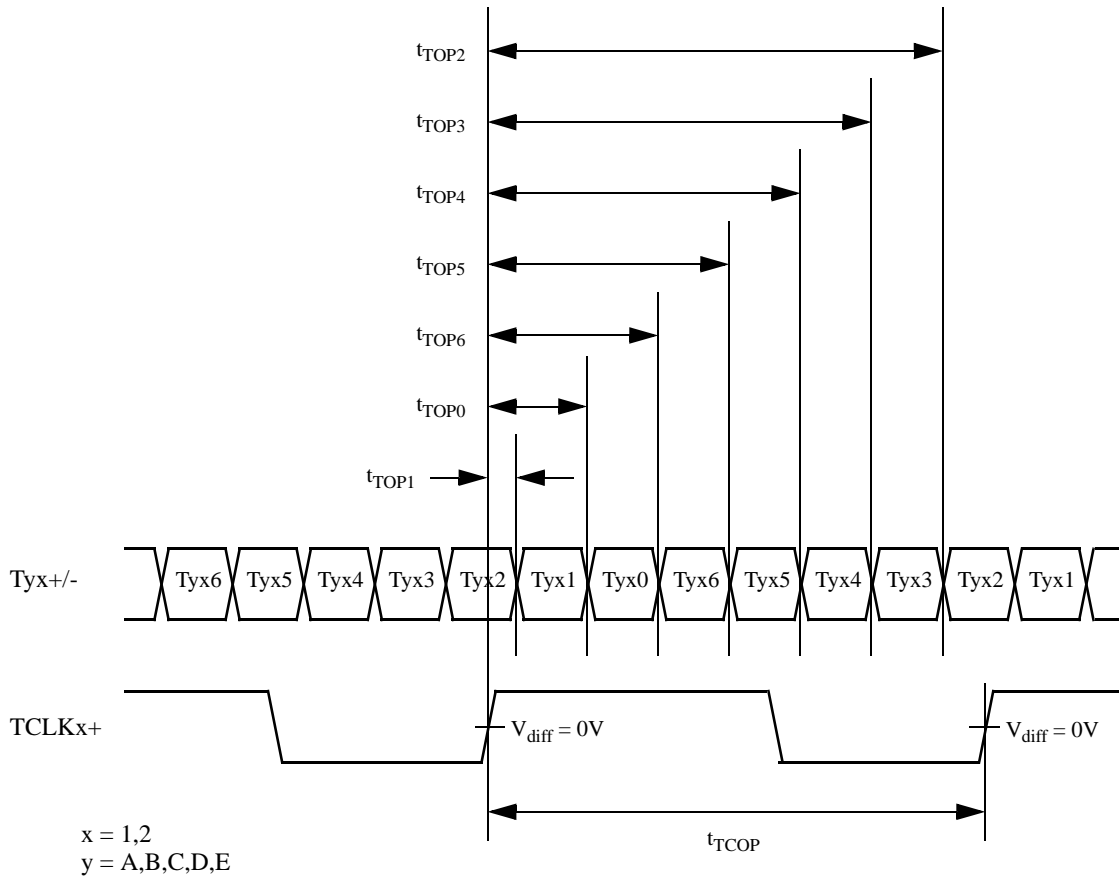 tTOP2
tTOP3
tTOP4
tTOP5
tTOP6
tTOP0
tTOP1
Tyx+/-
Tyx6 Tyx5 Tyx4 Tyx3 Tyx2 Tyx1 Tyx0 Tyx6 Tyx5 Tyx4 Tyx3 Tyx2 Tyx1
TCLKx+
Vdiff = 0V Vdiff = 0V
tTCOP
x = 1,2
y = A,B,C,D,E